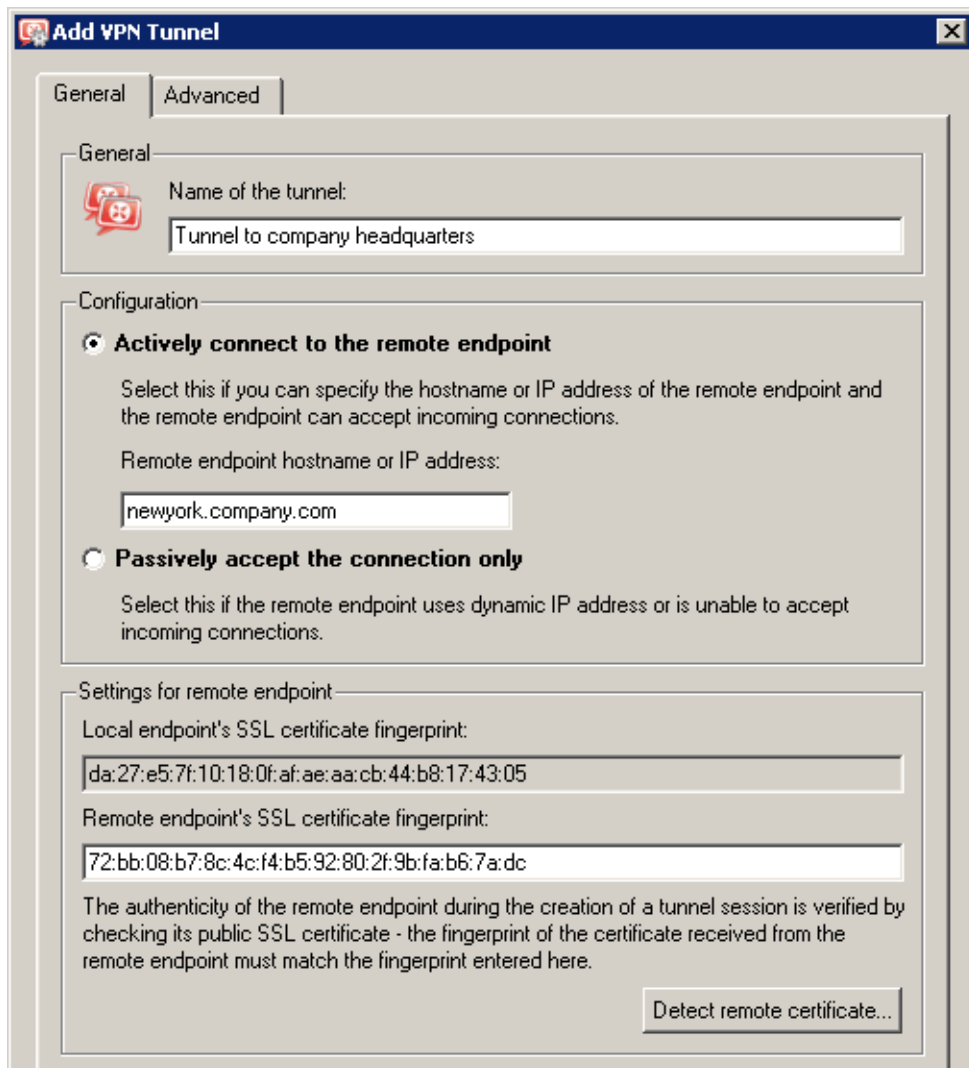 Add VPN Tunnel
General
Advanced
General
Name of the tunnel:
Tunnel to company headquarters
Configuration
Actively connect to the remote endpoint
Select this if you can specify the hostname or IP address of the remote endpoint and
the remote endpoint can accept incoming connections.
Remote endpoint hostname or IP address:
newyork.company.com
Passively accept the connection only
Select this if the remote endpoint uses dynamic IP address or is unable to accept
incoming connections.
Settings for remote endpoint
Local endpoint's SSL certificate fingerprint:
da:27:e5:7f:10:18:0f:af:ae:aa:cb:44:b8:17:43:05
Remote endpoint's SSL certificate fingerprint:
72:bb:08:b7:8c:4c:f4:b5:92:80:2f:9b:fa:b6:7a:dc
The authenticity of the remote endpoint during the creation of a tunnel session is verified by
checking its public SSL certificate - the fingerprint of the certificate received from the
remote endpoint must match the fingerprint entered here.
Detect remote certificate...